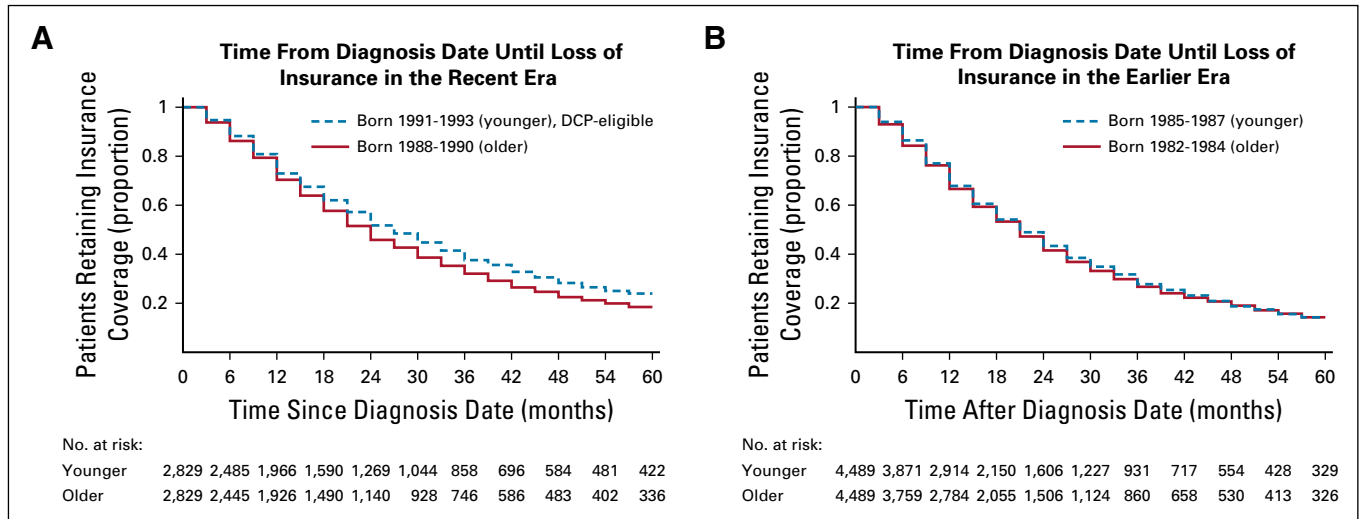 A
Time From Diagnosis Date Until Loss of
Insurance in the Recent Era
Patients Retaining Insurance
Coverage (proportion)
1
0.8
0.6
0.4
0.2
Born 1991-1993 (younger), DCP-eligible
Born 1988-1990 (older)
0 6 12 18 24 30 36 42 48 54 60
Time Since Diagnosis Date (months)
No. at risk:
Younger 2,829 2,485 1,966 1,590 1,269 1,044 858 696 584 481 422
Older 2,829 2,445 1,926 1,490 1,140 928 746 586 483 402 336
B
Time From Diagnosis Date Until Loss of
Insurance in the Earlier Era
Patients Retaining Insurance
Coverage (proportion)
1
0.8
0.6
0.4
0.2
Born 1985-1987 (younger)
Born 1982-1984 (older)
0 6 12 18 24 30 36 42 48 54 60
Time After Diagnosis Date (months)
No. at risk:
Younger 4,489 3,871 2,914 2,150 1,606 1,227 931 717 554 428 329
Older 4,489 3,759 2,784 2,055 1,506 1,124 860 658 530 413 326